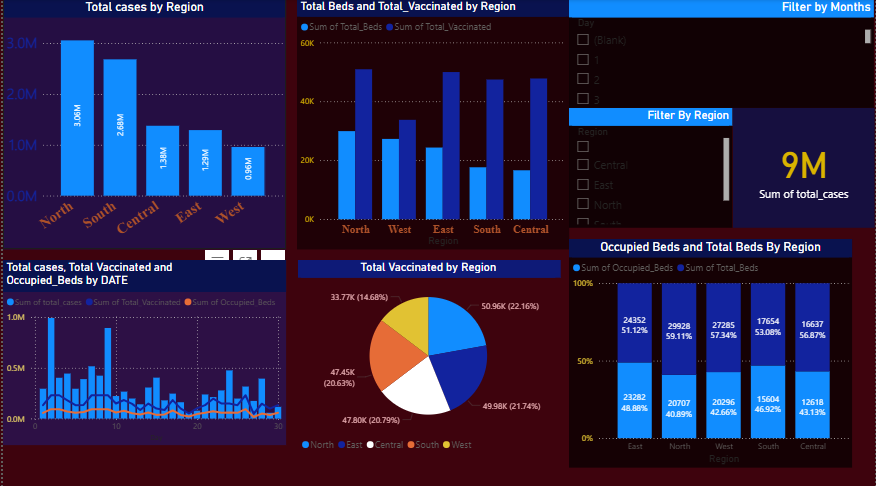 Total cases by Region
3.0M
2.0M
1.0M
0.0M
3.06M
2.68M
1.38M
1.29M
0.96M
North
South
Central
East
West
Total Beds and Total_Vaccinated by Region
Sum of Total_Beds Sum of Total_Vaccinated
60K
40K
20K
0K
North West East South Central
Region
Filter by Months
Day
(Blank)
1
2
3
Filter By Region
Region
Central
East
North
South
9M
Sum of total_cases
Total cases, Total Vaccinated and
Occupied_Beds by DATE
Sum of total_cases Sum of Total_Vaccinated Sum of Occupied_Beds
1.0M
0.5M
0.0M
0 10 20 30
Total Vaccinated by Region
33.77K (14.68%)
50.96K (22.16%)
47.45K
(20.63%)
47.80K (20.79%)
49.98K (21.74%)
North East Central South West
Occupied Beds and Total Beds By Region
Sum of Occupied_Beds Sum of Total_Beds
100%
50%
0%
24352 29928 27285 17654 16637
51.12% 59.11% 57.34% 53.08% 56.87%
23282 20707 20296 15604 12618
48.88% 40.89% 42.66% 46.92% 43.13%
East North West South Central
Region